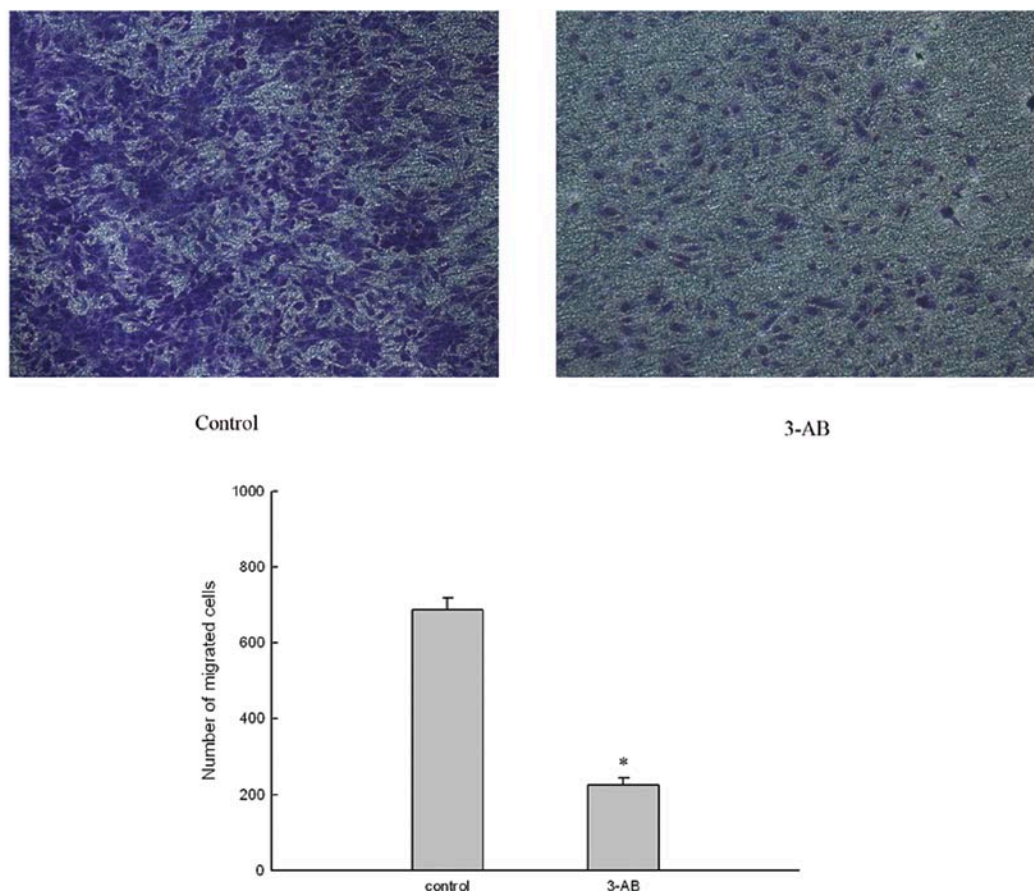 Control
3-AB
1000
800
600
400
200
0
Number of migrated cells
*
control
3-AB